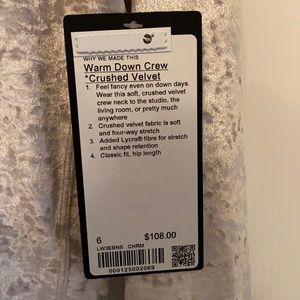 WHY WE MADE THIS
Warm Down Crew
*Crushed Velvet
1. Feel fancy even on down days.
Wear this soft, crushed velvet
crew neck to the studio, the
living room, or pretty much
anywhere
2. Crushed velvet fabric is soft
and four-way stretch
3. Added Lycra® fibre for stretch
and shape retention
4. Classic fit, hip length
6 $108.00
LW3EBNS CHRM
000125002069